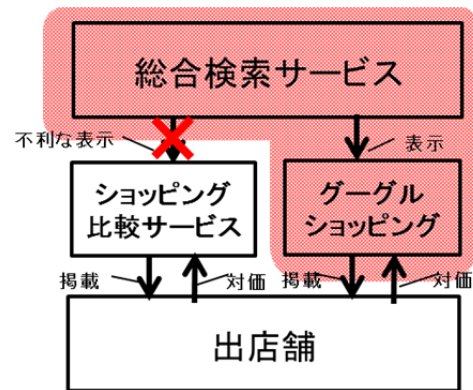 総合検索サービス
不利な表示
表示
ショッピング
比較サービス
グーグル
ショッピング
掲載
対価
掲載
対価
出店舗